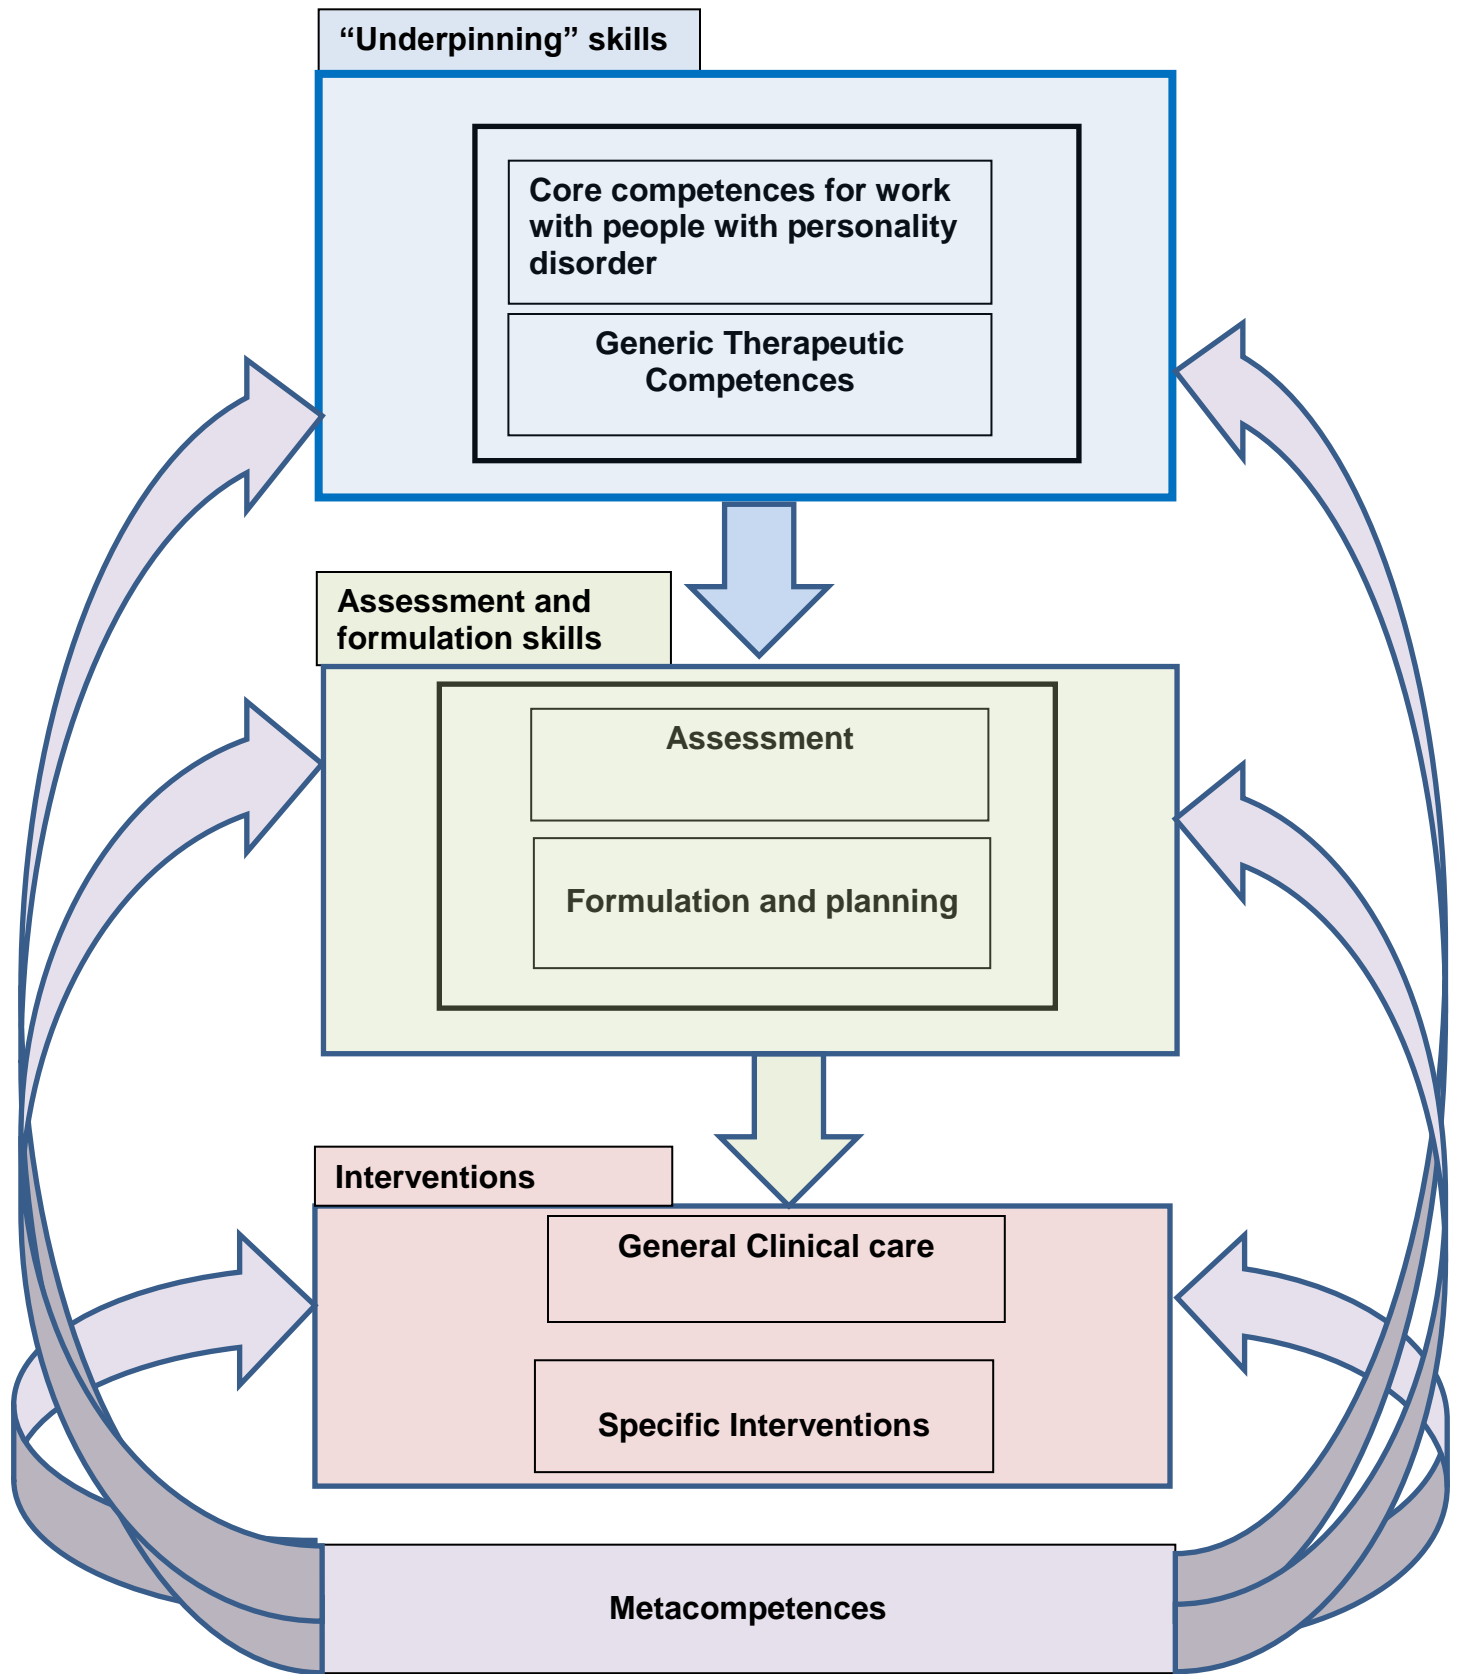 “Underpinning” skills
Core competences for work
with people with personality
disorder
Generic Therapeutic
Competences
Assessment and
formulation skills
Assessment
Formulation and planning
Interventions
General Clinical care
Specific Interventions
Metacompetences